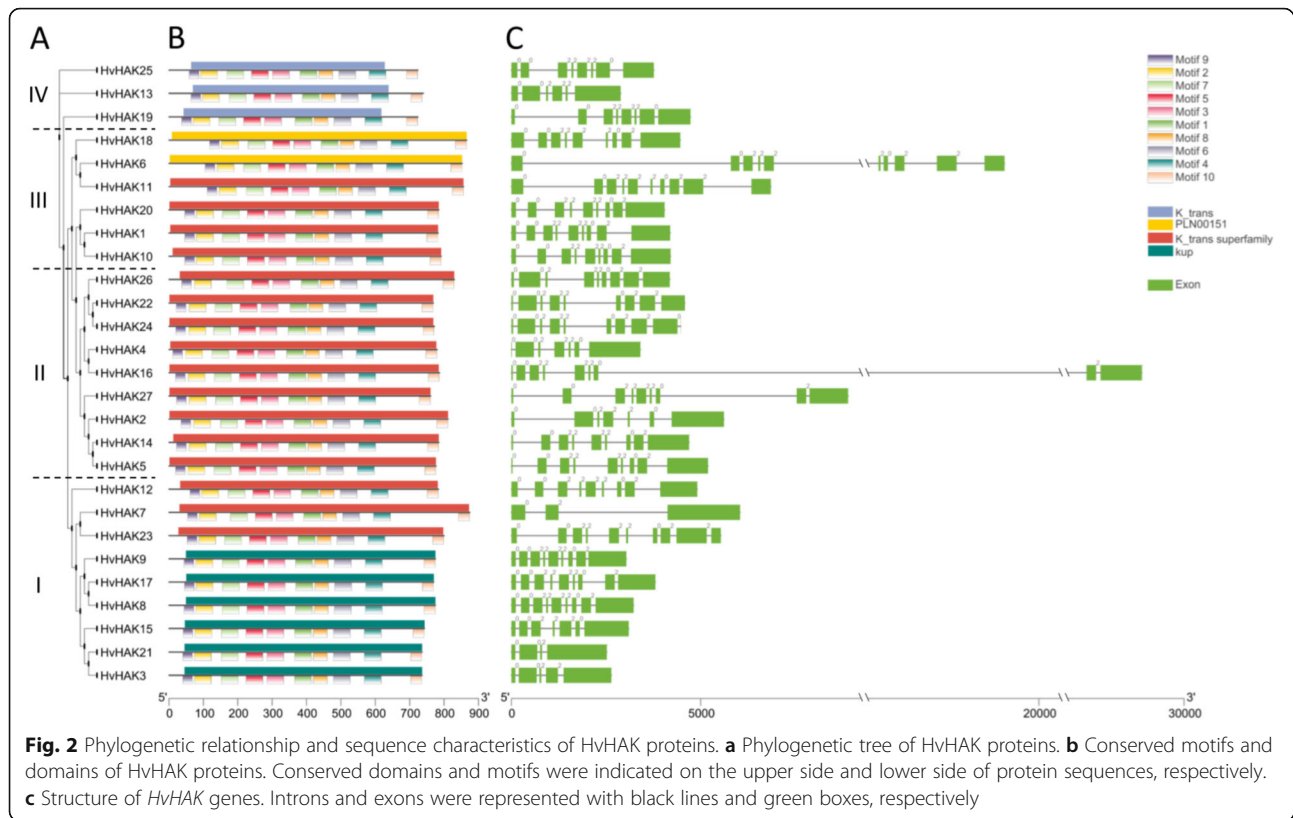 A
B
C
IV
III
II
I
HvHAK25
HvHAK13
HvHAK19
HvHAK18
HvHAK6
HvHAK11
HvHAK20
HvHAK1
HvHAK10
HvHAK26
HvHAK22
HvHAK24
HvHAK4
HvHAK16
HvHAK27
HvHAK2
HvHAK14
HvHAK5
HvHAK12
HvHAK7
HvHAK23
HvHAK9
HvHAK17
HvHAK8
HvHAK15
HvHAK21
HvHAK3
5' 3'
0 100 200 300 400 500 600 700 800 900
5' 3'
0 5000 20000 30000
Motif 9
Motif 2
Motif 7
Motif 5
Motif 3
Motif 1
Motif 8
Motif 6
Motif 4
Motif 10
K_trans
PLN00151
K_trans superfamily
kup
Exon
Fig. 2 Phylogenetic relationship and sequence characteristics of HvHAK proteins. a Phylogenetic tree of HvHAK proteins. b Conserved motifs and
domains of HvHAK proteins. Conserved domains and motifs were indicated on the upper side and lower side of protein sequences, respectively.
c Structure of HvHAK genes. Introns and exons were represented with black lines and green boxes, respectively